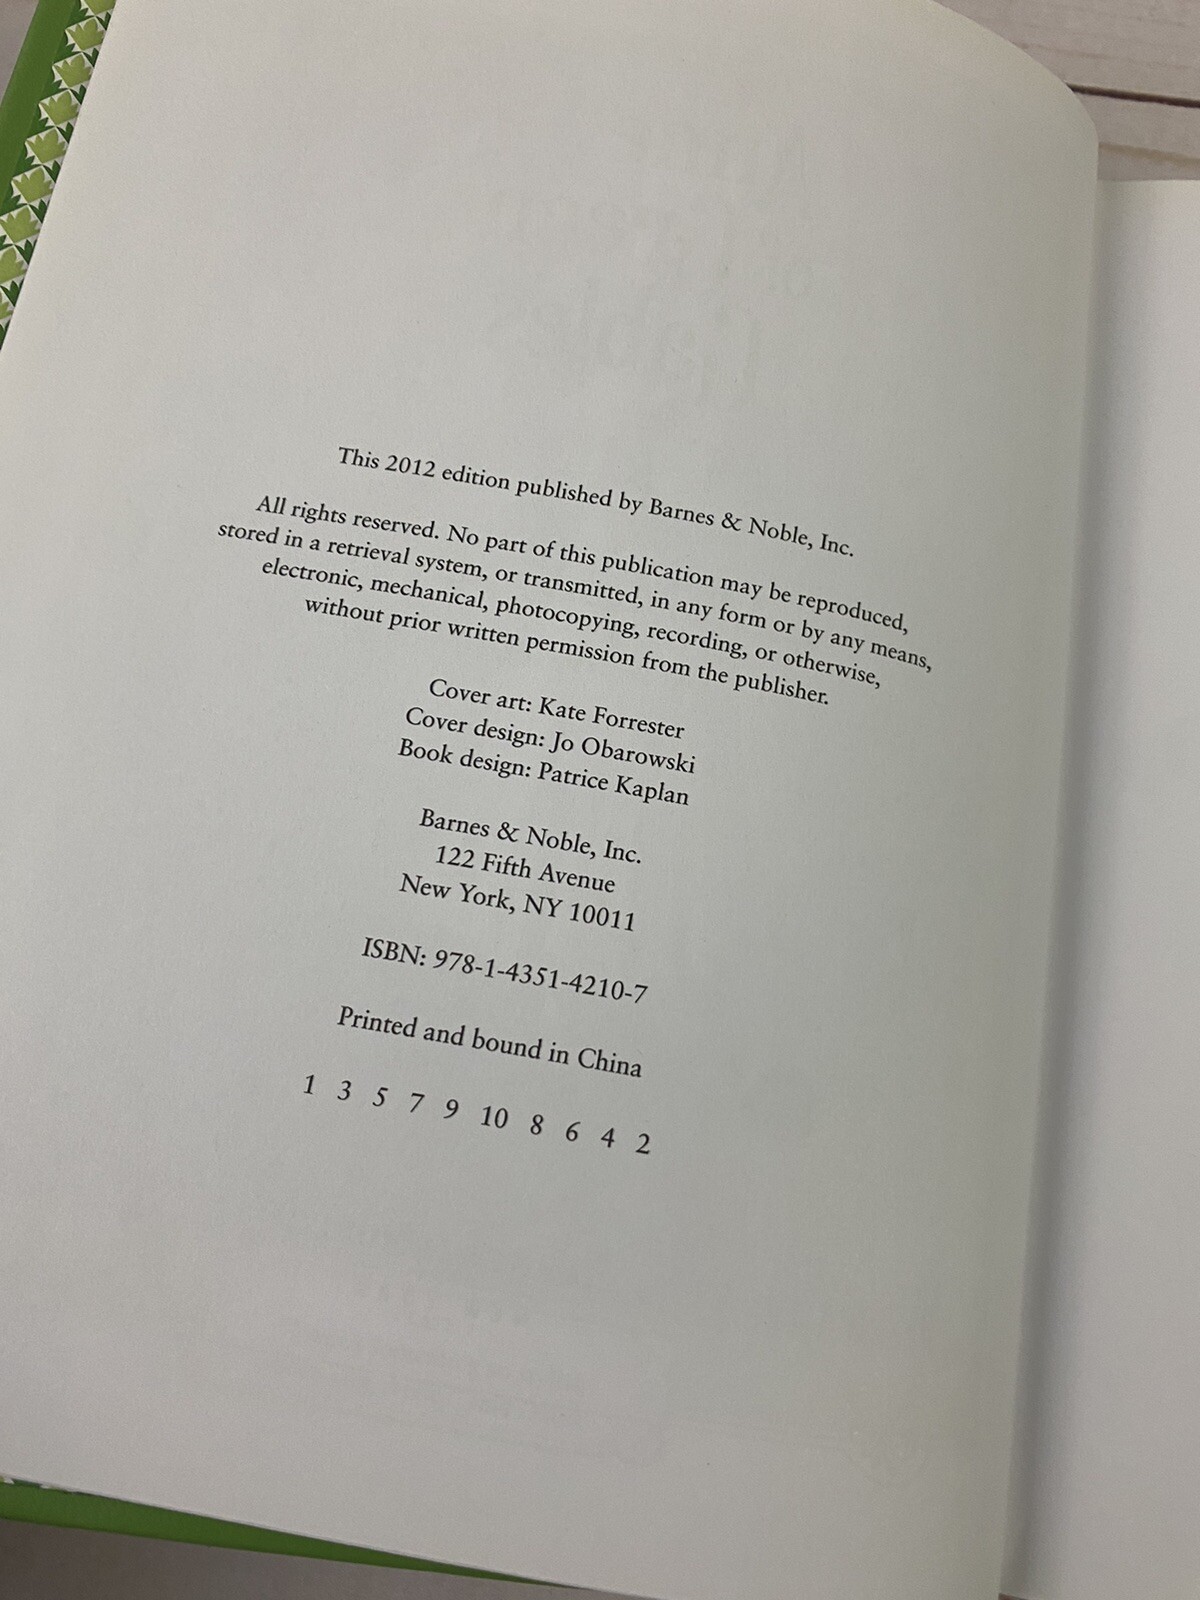 This 2012 edition published by Barnes & Noble, Inc.
All rights reserved. No part of this publication may be reproduced,
stored in a retrieval system, or transmitted, in any form or by any means,
electronic, mechanical, photocopying, recording, or otherwise,
without prior written permission from the publisher.
Cover art: Kate Forrester
Cover design: Jo Obarowski
Book design: Patrice Kaplan
Barnes & Noble, Inc.
122 Fifth Avenue
New York, NY 10011
ISBN: 978-1-4351-4210-7
Printed and bound in China
1 3 5 7 9 10 8 6 4 2